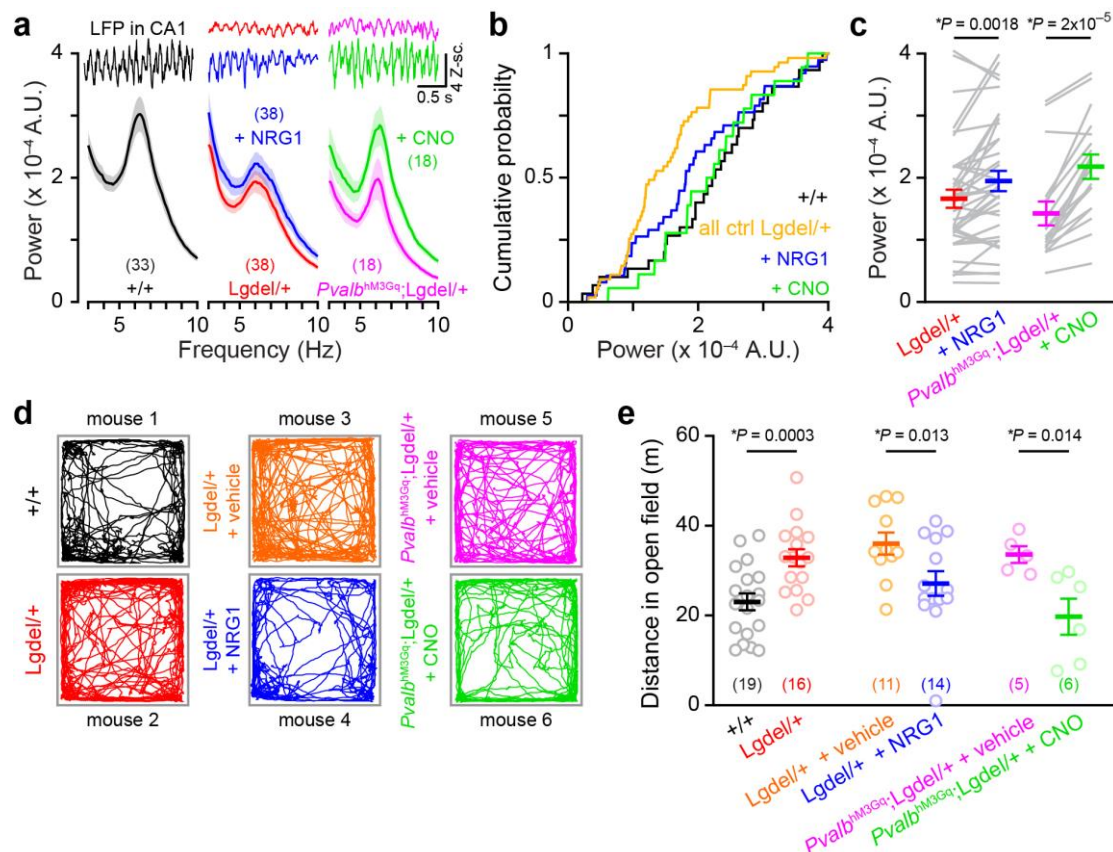 a
LFP in CA1
4 Z-sc.
0.5 s
4
3
2
1
0
Power (x 10⁻⁴ A.U.)
(33)
+/+
(38)
+ NRG1
(38)
Lgdel/+
+ CNO
(18)
(18)
Pvalb^hM3Gq;Lgdel/+
5 10 5 10 5 10
Frequency (Hz)
b
Cumulative probabilty
1
0.5
0
+/+
all ctrl Lgdel/+
+ NRG1
+ CNO
0 2 4
Power (x 10⁻⁴ A.U.)
c
*P = 0.0018 *P = 2x10⁻⁵
Power (x 10⁻⁴ A.U.)
4
2
0
Lgdel/+
+ NRG1
Pvalb^hM3Gq;Lgdel/+
+ CNO
d
mouse 1
mouse 3
mouse 5
+/+
Lgdel/+
+ vehicle
Pvalb^hM3Gq;Lgdel/+
+ vehicle
Lgdel/+
Lgdel/+
+ NRG1
Pvalb^hM3Gq;Lgdel/+
+ CNO
mouse 2
mouse 4
mouse 6
e
*P = 0.0003
*P = 0.013
*P = 0.014
Distance in open field (m)
60
40
20
0
(19) (16) (11) (14) (5) (6)
+/+
Lgdel/+
Lgdel/+ + vehicle
Lgdel/+ + NRG1
Pvalb^hM3Gq;Lgdel/+ + vehicle
Pvalb^hM3Gq;Lgdel/+ + CNO